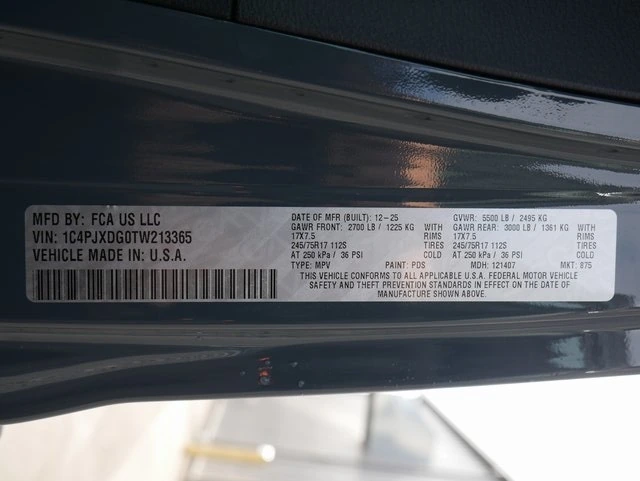 MFD BY: FCA US LLC
VIN: 1C4PJXDG0TW213365
VEHICLE MADE IN: U.S.A.
DATE OF MFR (BUILT): 12-25 GVWR: 5500 LB / 2495 KG
GAWR FRONT: 2700 LB / 1225 KG WITH GAWR REAR: 3000 LB / 1361 KG WITH
17X7.5 RIMS 17X7.5 RIMS
245/75R17 112S TIRES 245/75R17 112S TIRES
AT 250 kPa / 36 PSI COLD AT 250 kPa / 36 PSI COLD
TYPE: MPV PAINT: PDS MDH: 121407 MKT: 875
THIS VEHICLE CONFORMS TO ALL APPLICABLE U.S.A. FEDERAL MOTOR VEHICLE
SAFETY AND THEFT PREVENTION STANDARDS IN EFFECT ON THE DATE OF
MANUFACTURE SHOWN ABOVE.